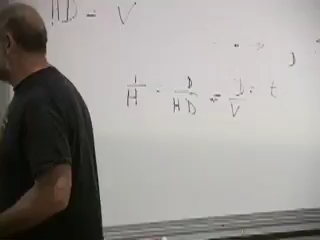 HD = V
1/H = D/HD = D/V = t